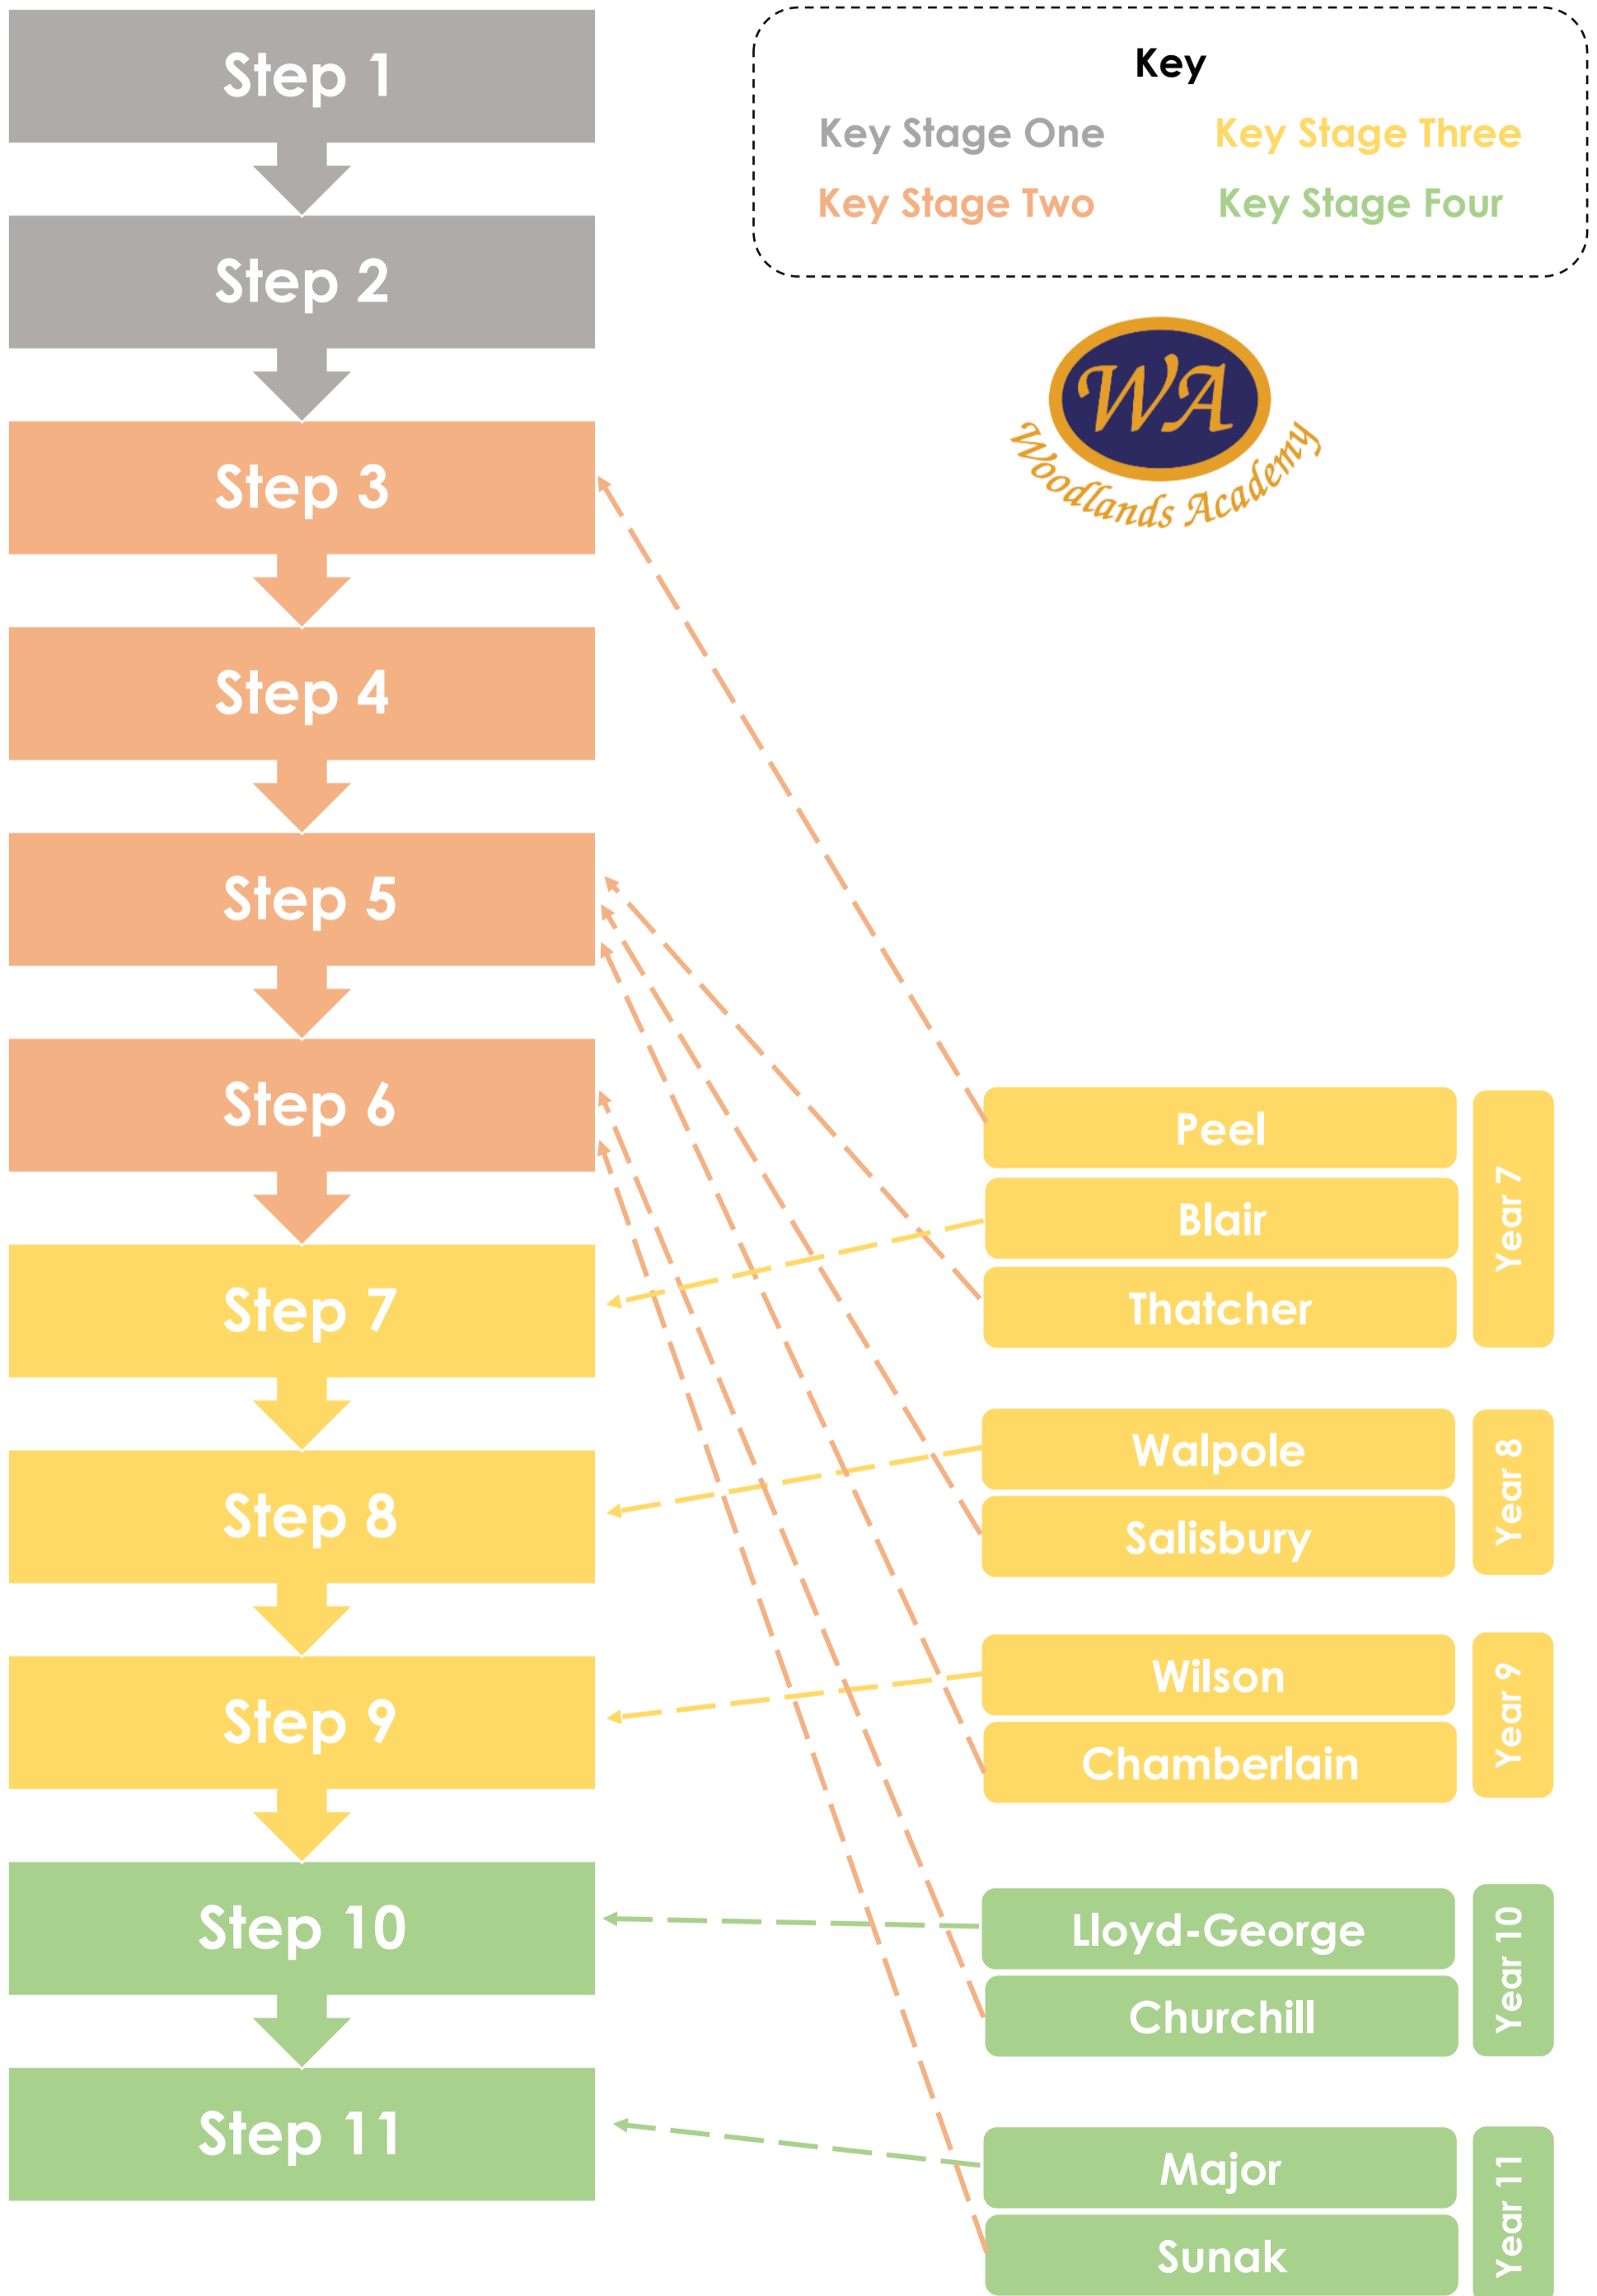 Step 1
Step 2
Step 3
Step 4
Step 5
Step 6
Step 7
Step 8
Step 9
Step 10
Step 11
Key
Key Stage One
Key Stage Three
Key Stage Two
Key Stage Four
WA
Woodlands Academy
Peel
Blair
Thatcher
Year 7
Walpole
Salisbury
Year 8
Wilson
Chamberlain
Year 9
Lloyd-George
Churchill
Year 10
Major
Sunak
Year 11